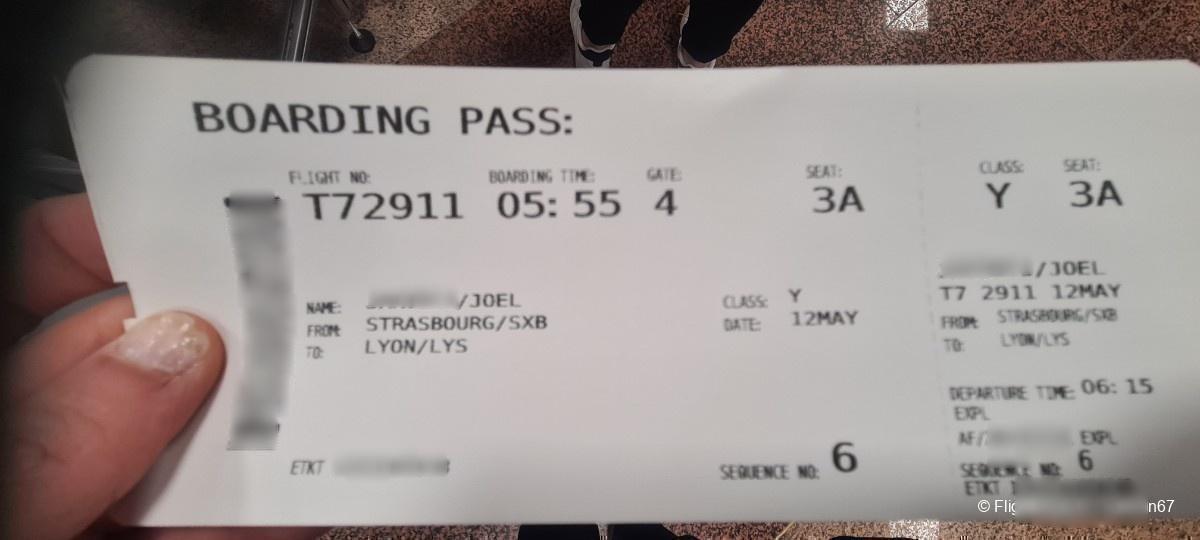 BOARDING PASS:
FLIGHT NO: BOARDING TIME: GATE: SEAT: CLASS: SEAT:
T72911 05: 55 4 3A Y 3A
/JOEL
NAME: /JOEL CLASS: Y T7 2911 12MAY
FROM: STRASBOURG/SXB DATE: 12MAY FROM: STRASBOURG/SXB
TO: LYON/LYS TO: LYON/LYS
DEPARTURE TIME: 06: 15
EXPL
AF/ EXPL
ETKT SEQUENCE NO: 6 SEQUENCE NO: 6
ETKT
© n67